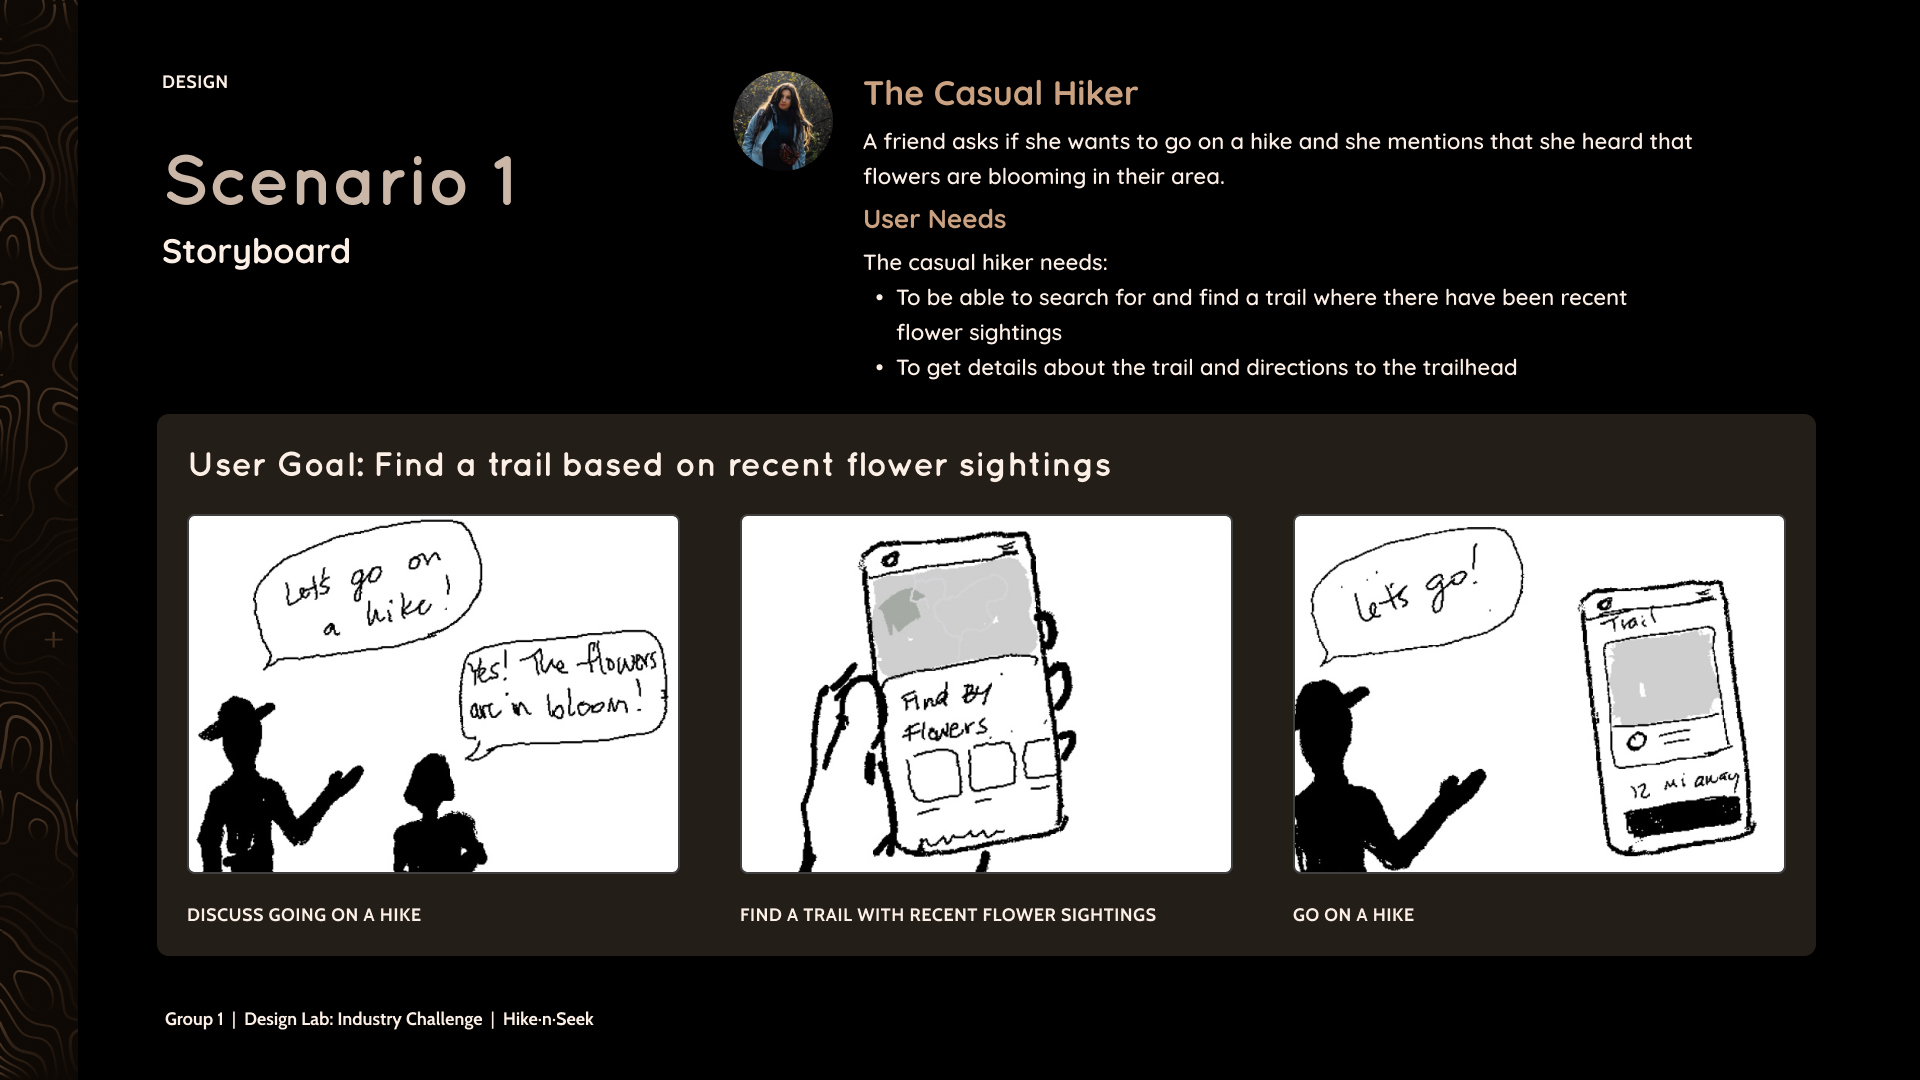 DESIGN
Scenario 1
Storyboard
The Casual Hiker
A friend asks if she wants to go on a hike and she mentions that she heard that
flowers are blooming in their area.
User Needs
The casual hiker needs:
• To be able to search for and find a trail where there have been recent
flower sightings
• To get details about the trail and directions to the trailhead
User Goal: Find a trail based on recent flower sightings
Let's go on
a hike!
Yes! The flowers
are in bloom!
DISCUSS GOING ON A HIKE
Find By
Flowers
FIND A TRAIL WITH RECENT FLOWER SIGHTINGS
let's go!
Trail
12 mi away
GO ON A HIKE
Group 1 | Design Lab: Industry Challenge | Hike·n·Seek